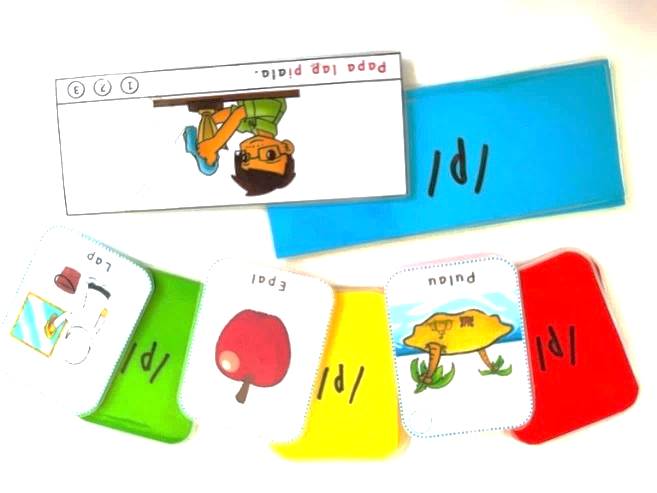 /p/
Pulau
/p/
Epal
/p/
Lap
/p/
Papa lap piala.
1 2 3